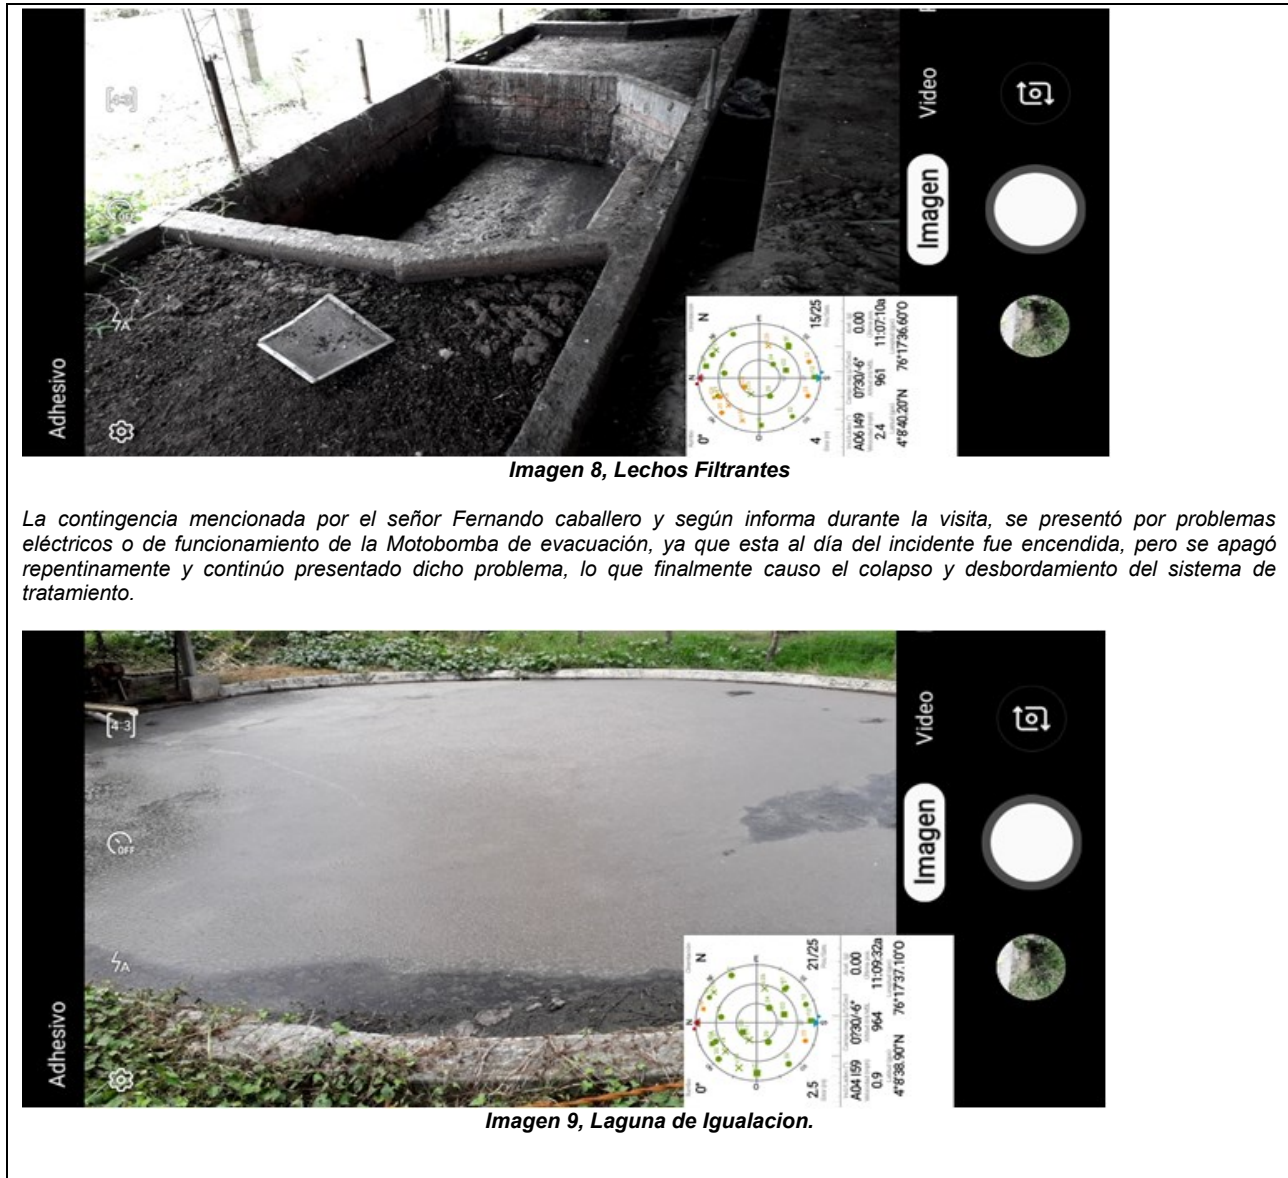 Adhesivo
[4:3]
OFF
Video
Imagen
0°
N
N
E
S
O
4
15/25
A06 I49
0?30/-6°
0.00
2.4
961
11:07:10a
4°8'40.20"N
76°17'36.60"O
Imagen 8, Lechos Filtrantes
La contingencia mencionada por el señor Fernando caballero y según informa durante la visita, se presentó por problemas
eléctricos o de funcionamiento de la Motobomba de evacuación, ya que esta al día del incidente fue encendida, pero se apagó
repentinamente y continúo presentado dicho problema, lo que finalmente causo el colapso y desbordamiento del sistema de
tratamiento.
Adhesivo
[4:3]
OFF
Video
Imagen
0°
N
N
E
S
O
2.5
21/25
A04 I59
0?30/-6°
0.00
0.9
964
11:09:32a
4°8'38.90"N
76°17'37.10"O
Imagen 9, Laguna de Igualacion.